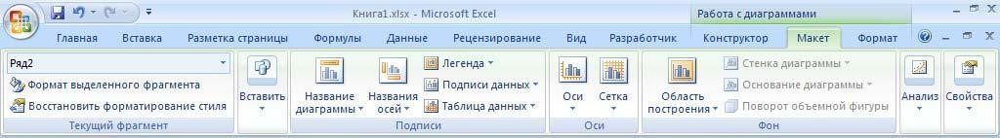 Книга1.xlsx - Microsoft Excel
Работа с диаграммами
Главная Вставка Разметка страницы Формулы Данные Рецензирование Вид Разработчик Конструктор Макет Формат
Ряд2
Формат выделенного фрагмента
Восстановить форматирование стиля
Текущий фрагмент
Вставить
Название
диаграммы
Названия
осей
Легенда
Подписи данных
Таблица данных
Подписи
Оси
Сетка
Оси
Область
построения
Стенка диаграммы
Основание диаграммы
Поворот объемной фигуры
Фон
Анализ
Свойства